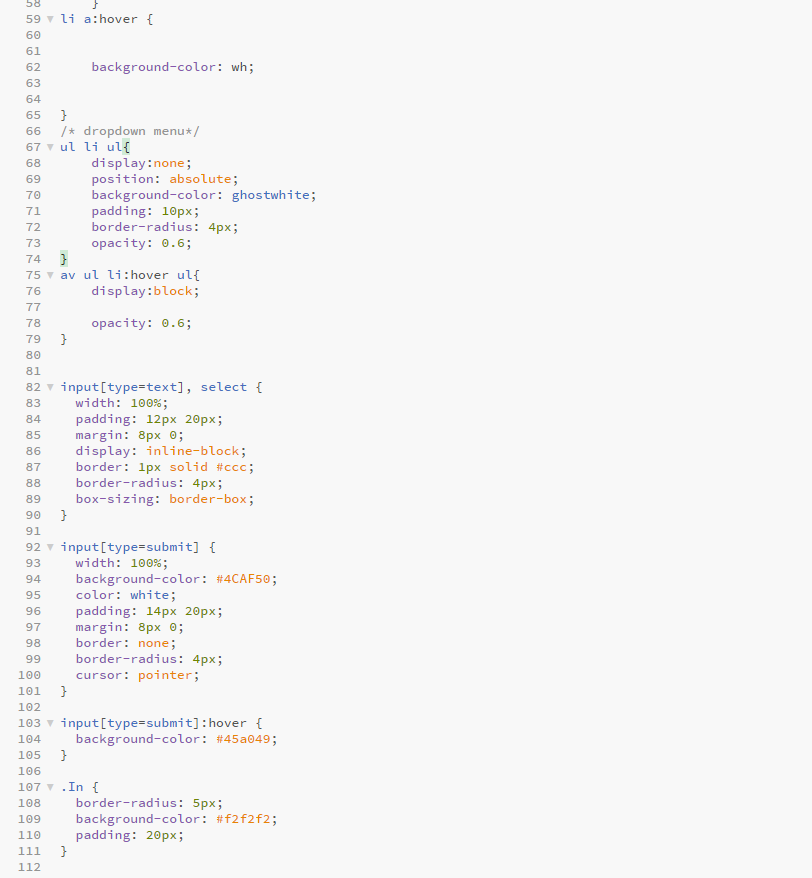 58     }
59 ▼ li a:hover {
60
61
62     background-color: wh;
63
64
65 }
66 /* dropdown menu*/
67 ▼ ul li ul{
68     display:none;
69     position: absolute;
70     background-color: ghostwhite;
71     padding: 10px;
72     border-radius: 4px;
73     opacity: 0.6;
74 }
75 ▼ av ul li:hover ul{
76     display:block;
77
78     opacity: 0.6;
79 }
80
81
82 ▼ input[type=text], select {
83   width: 100%;
84   padding: 12px 20px;
85   margin: 8px 0;
86   display: inline-block;
87   border: 1px solid #ccc;
88   border-radius: 4px;
89   box-sizing: border-box;
90 }
91
92 ▼ input[type=submit] {
93   width: 100%;
94   background-color: #4CAF50;
95   color: white;
96   padding: 14px 20px;
97   margin: 8px 0;
98   border: none;
99   border-radius: 4px;
100   cursor: pointer;
101 }
102
103 ▼ input[type=submit]:hover {
104   background-color: #45a049;
105 }
106
107 ▼ .In {
108   border-radius: 5px;
109   background-color: #f2f2f2;
110   padding: 20px;
111 }
112